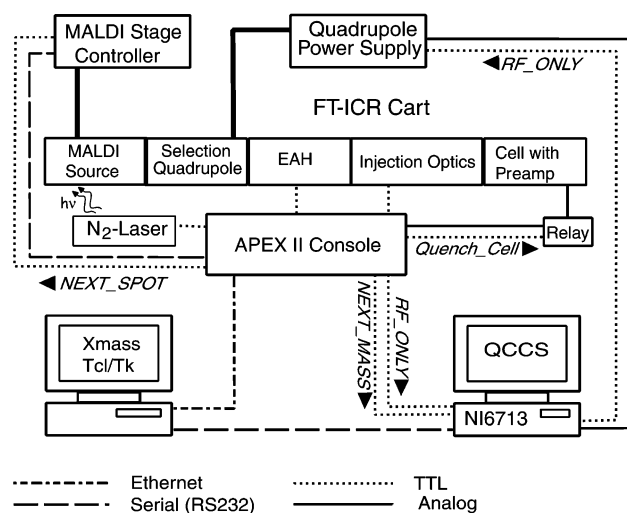 MALDI Stage
Controller
Quadrupole
Power Supply
◀RF_ONLY
FT-ICR Cart
MALDI
Source
Selection
Quadrupole
EAH
Injection Optics
Cell with
Preamp
hν
N2-Laser
APEX II Console
Relay
Quench_Cell▶
◀NEXT_SPOT
NEXT_MASS▶
RF_ONLY▶
Xmass
Tcl/Tk
QCCS
NI6713
Ethernet
TTL
Serial (RS232)
Analog